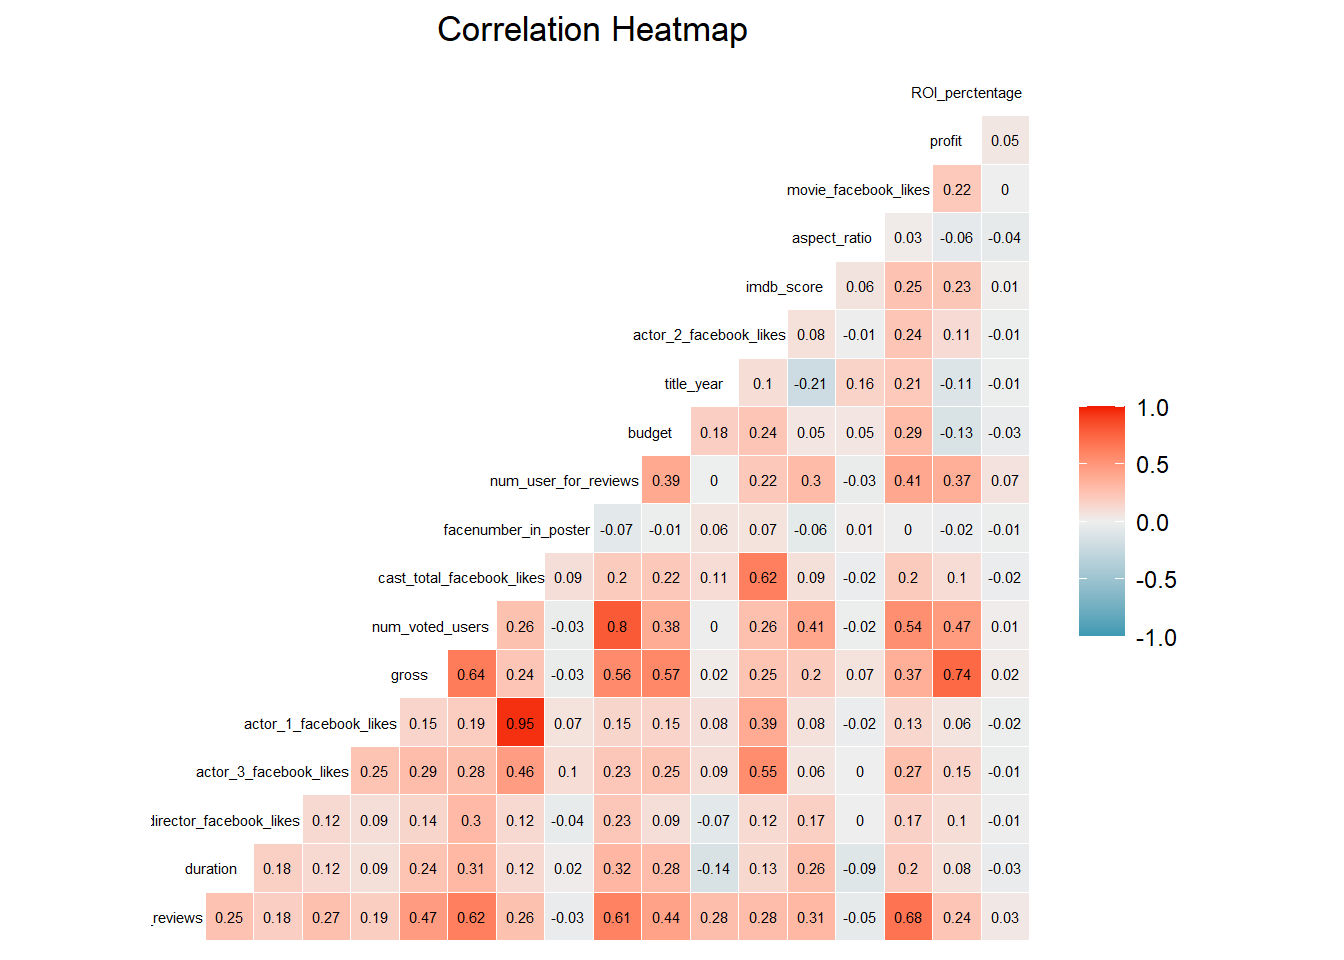 Correlation Heatmap
ROI_perctentage
profit 0.05
movie_facebook_likes 0.22 0
aspect_ratio 0.03 -0.06 -0.04
imdb_score 0.06 0.25 0.23 0.01
actor_2_facebook_likes 0.08 -0.01 0.24 0.11 -0.01
title_year 0.1 -0.21 0.16 0.21 -0.11 -0.01
budget 0.18 0.24 0.05 0.05 0.29 -0.13 -0.03
num_user_for_reviews 0.39 0 0.22 0.3 -0.03 0.41 0.37 0.07
facenumber_in_poster -0.07 -0.01 0.06 0.07 -0.06 0.01 0 -0.02 -0.01
cast_total_facebook_likes 0.09 0.2 0.22 0.11 0.62 0.09 -0.02 0.2 0.1 -0.02
num_voted_users 0.26 -0.03 0.8 0.38 0 0.26 0.41 -0.02 0.54 0.47 0.01
gross 0.64 0.24 -0.03 0.56 0.57 0.02 0.25 0.2 0.07 0.37 0.74 0.02
actor_1_facebook_likes 0.15 0.19 0.95 0.07 0.15 0.15 0.08 0.39 0.08 -0.02 0.13 0.06 -0.02
actor_3_facebook_likes 0.25 0.29 0.28 0.46 0.1 0.23 0.25 0.09 0.55 0.06 0 0.27 0.15 -0.01
director_facebook_likes 0.12 0.09 0.14 0.3 0.12 -0.04 0.23 0.09 -0.07 0.12 0.17 0 0.17 0.1 -0.01
duration 0.18 0.12 0.09 0.24 0.31 0.12 0.02 0.32 0.28 -0.14 0.13 0.26 -0.09 0.2 0.08 -0.03
_reviews 0.25 0.18 0.27 0.19 0.47 0.62 0.26 -0.03 0.61 0.44 0.28 0.28 0.31 -0.05 0.68 0.24 0.03
1.0
0.5
0.0
-0.5
-1.0